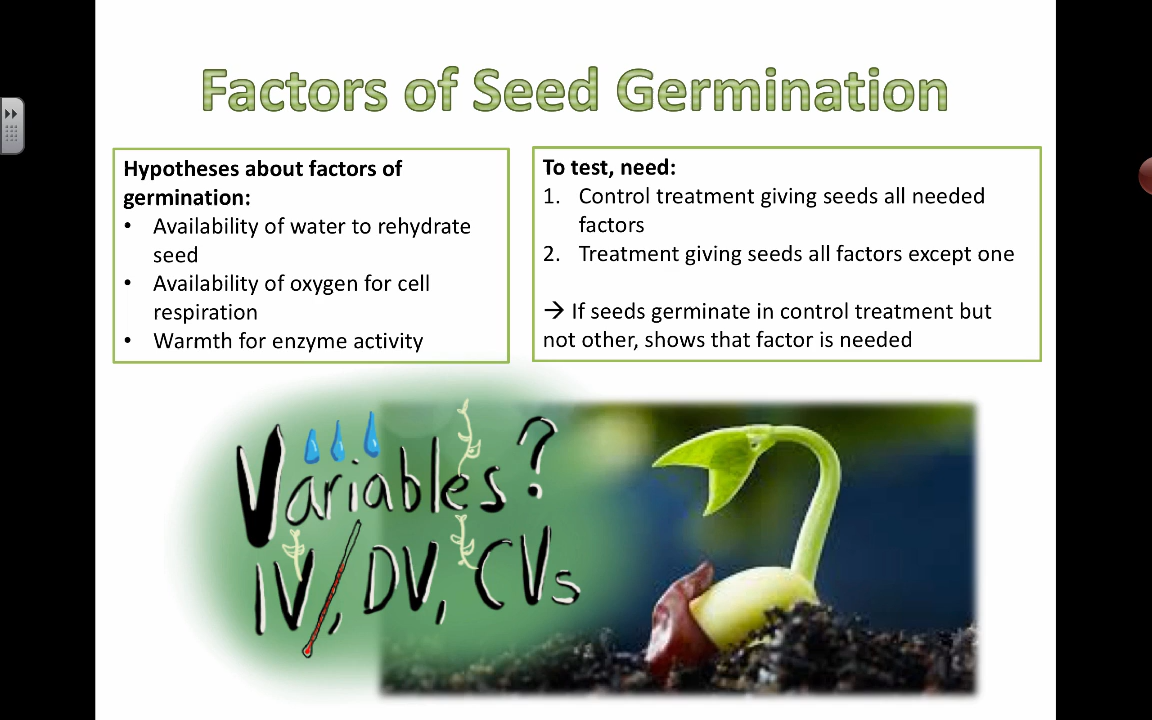 Factors of Seed Germination
Hypotheses about factors of
germination:
• Availability of water to rehydrate
seed
• Availability of oxygen for cell
respiration
• Warmth for enzyme activity
To test, need:
1. Control treatment giving seeds all needed
factors
2. Treatment giving seeds all factors except one
→ If seeds germinate in control treatment but
not other, shows that factor is needed
Variables?
IV, DV, CVs